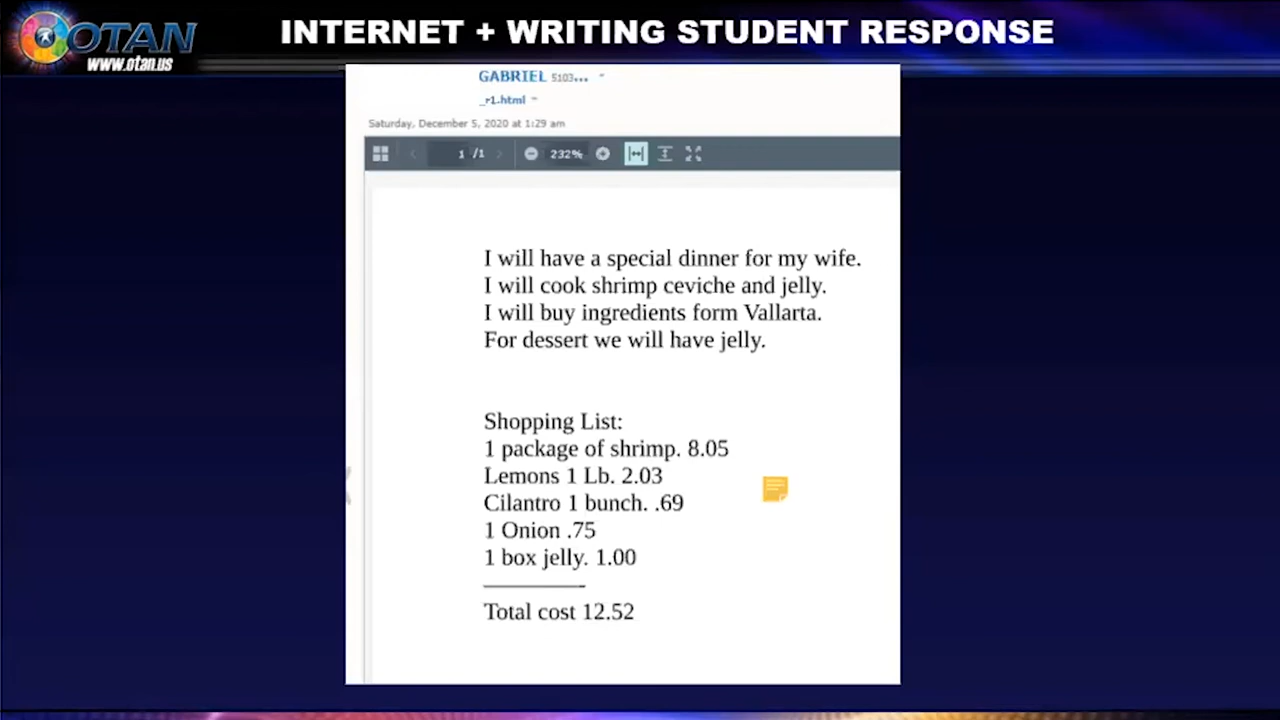 OTAN
www.otan.us
INTERNET + WRITING STUDENT RESPONSE
GABRIEL 5103...
_r1.html
Saturday, December 5, 2020 at 1:29 am
1 /1
232%
I will have a special dinner for my wife.
I will cook shrimp ceviche and jelly.
I will buy ingredients form Vallarta.
For dessert we will have jelly.
Shopping List:
1 package of shrimp. 8.05
Lemons 1 Lb. 2.03
Cilantro 1 bunch. .69
1 Onion .75
1 box jelly. 1.00
Total cost 12.52